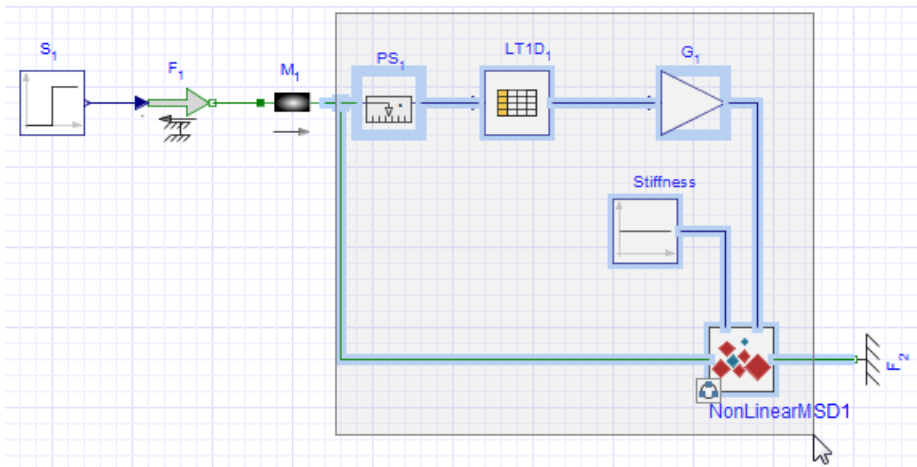 S1
F1
M1
PS1
LT1D1
G1
Stiffness
F2
NonLinearMSD1